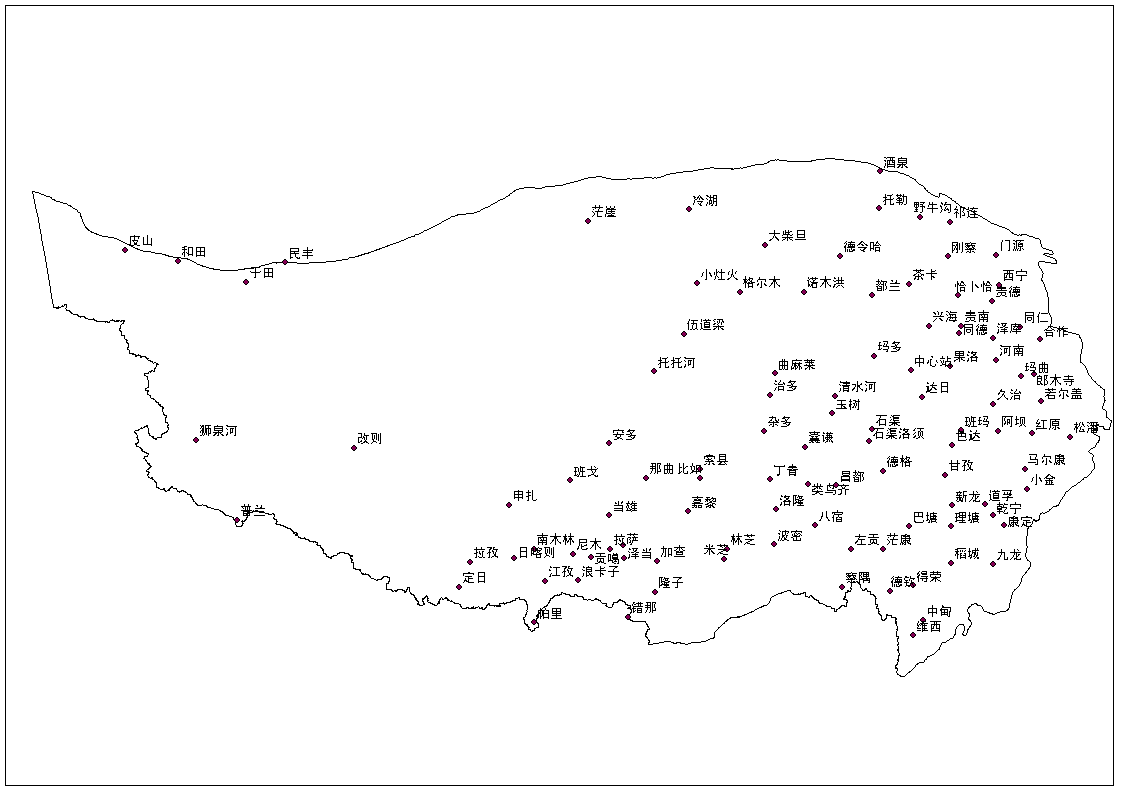 酒泉
冷湖
托勒
野牛沟
祁连
茫崖
皮山
和田
民丰
于田
大柴旦
德令哈
刚察
门源
小灶火
格尔木
诺木洪
都兰
茶卡
恰卜恰
西宁
贵德
伍道梁
兴海
贵南
同德
泽库
同仁
合作
托托河
曲麻莱
玛多
中心站
果洛
河南
玛曲
郎木寺
治多
清水河
玉树
达日
久治
若尔盖
狮泉河
改则
安多
杂多
囊谦
石渠
石渠洛须
班玛
色达
阿坝
红原
松潘
班戈
那曲
比如
索县
丁青
类乌齐
昌都
德格
甘孜
马尔康
小金
普兰
申扎
当雄
嘉黎
洛隆
八宿
巴塘
新龙
理塘
道孚
乾宁
康定
拉孜
日喀则
南木林
尼木
贡嘎
拉萨
泽当
加查
米芝
林芝
波密
左贡
芒康
稻城
九龙
定日
江孜
浪卡子
隆子
察隅
德钦
得荣
帕里
错那
中甸
维西